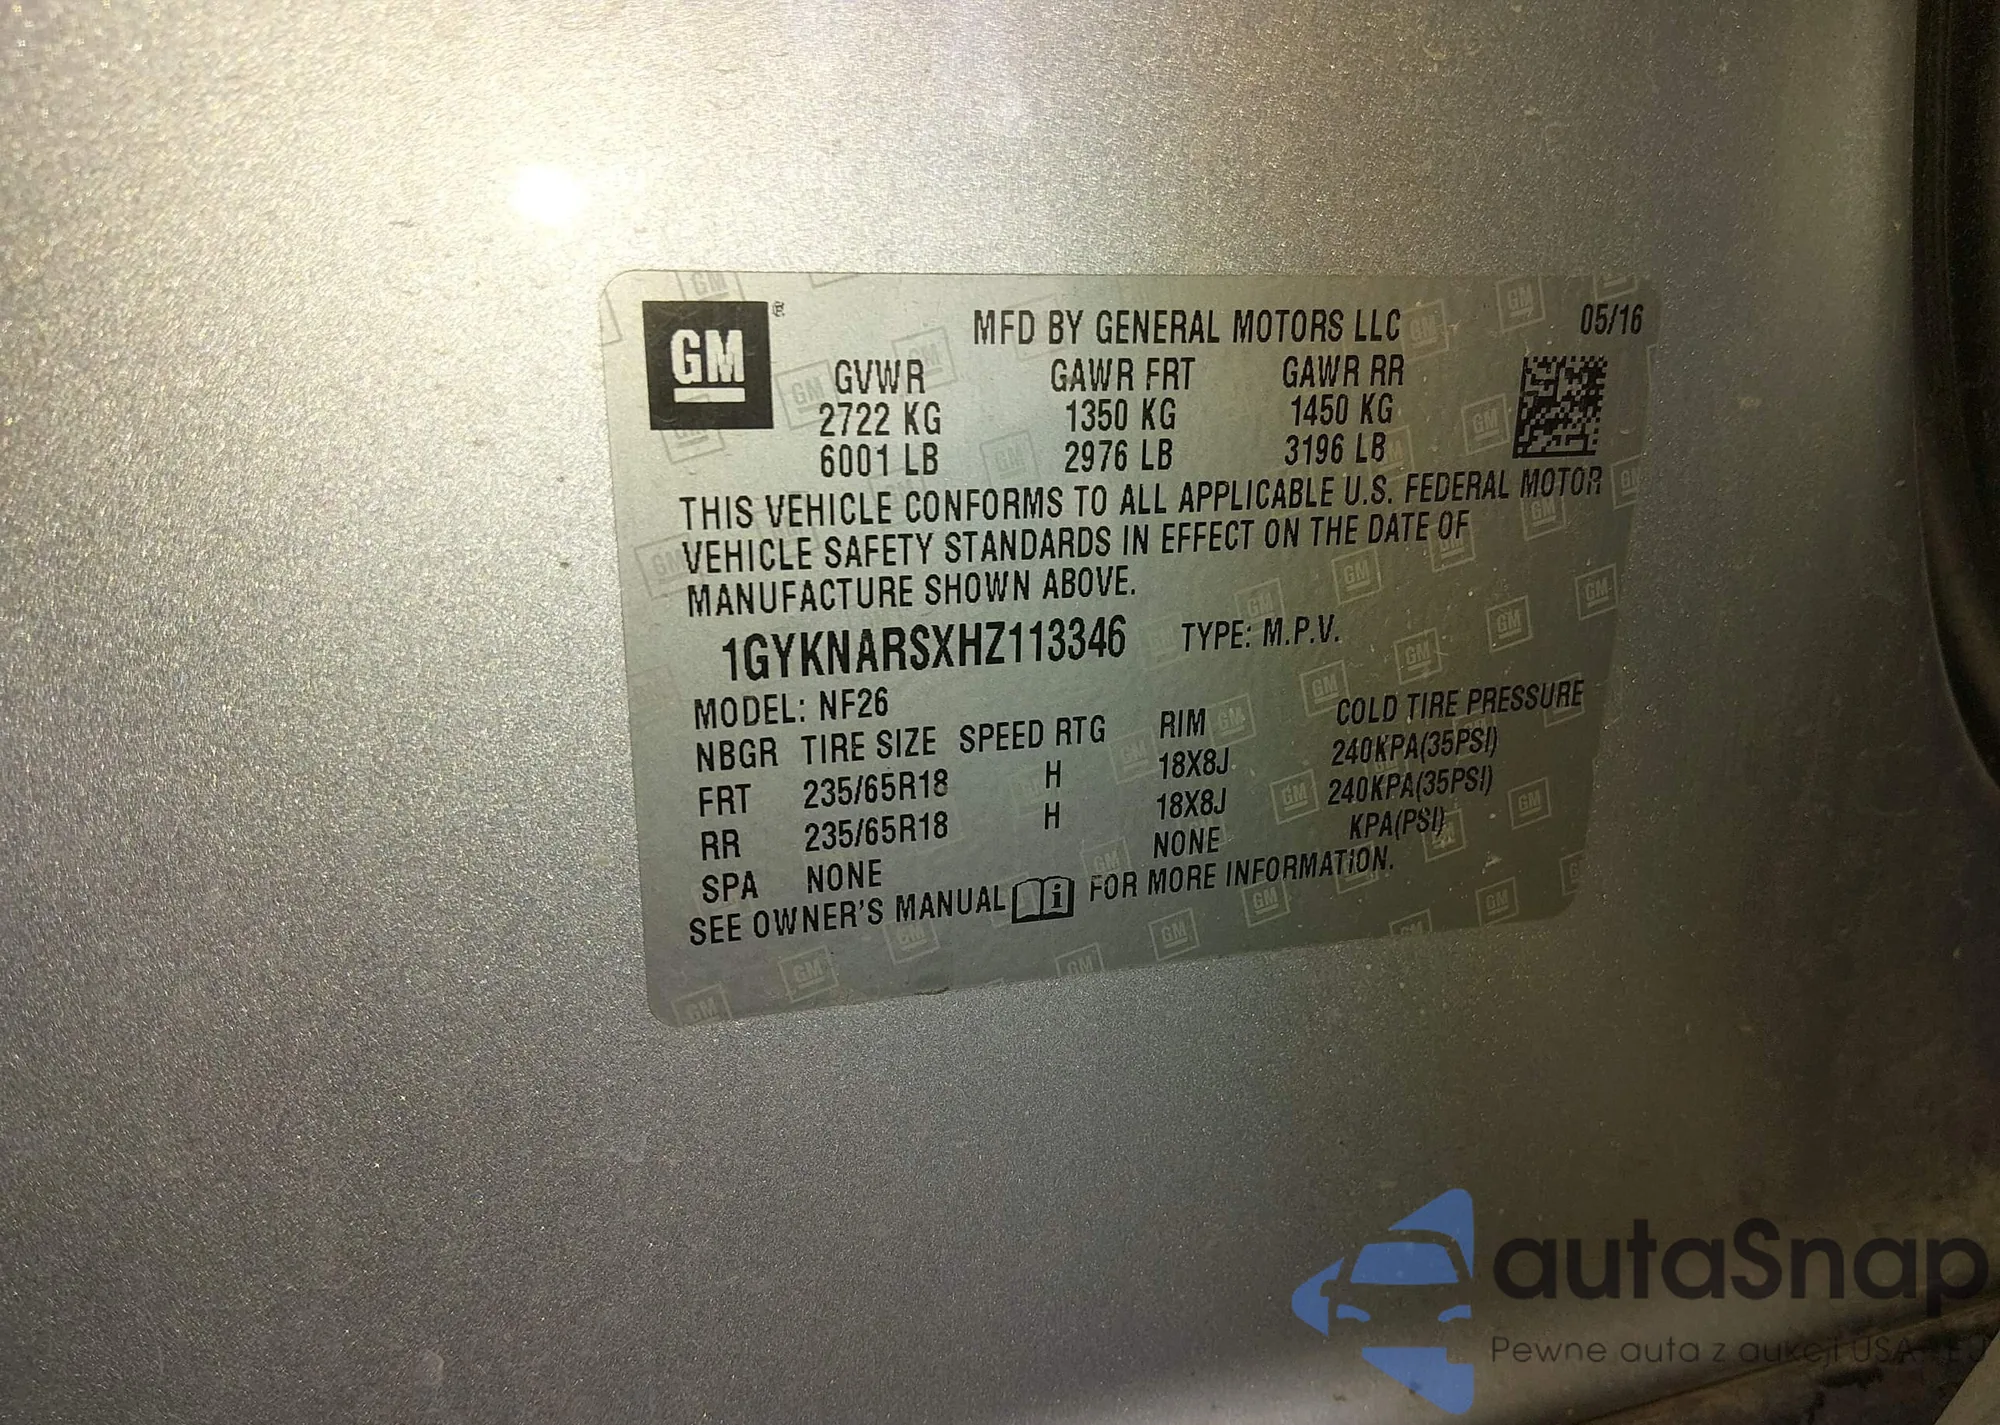 GM
MFD BY GENERAL MOTORS LLC 05/16
GVWR GAWR FRT GAWR RR
2722 KG 1350 KG 1450 KG
6001 LB 2976 LB 3196 LB
THIS VEHICLE CONFORMS TO ALL APPLICABLE U.S. FEDERAL MOTOR
VEHICLE SAFETY STANDARDS IN EFFECT ON THE DATE OF
MANUFACTURE SHOWN ABOVE.
1GYKNARSXHZ113346 TYPE: M.P.V.
MODEL: NF26
NBGR TIRE SIZE SPEED RTG RIM COLD TIRE PRESSURE
FRT 235/65R18 H 18X8J 240KPA(35PSI)
RR 235/65R18 H 18X8J 240KPA(35PSI)
SPA NONE NONE KPA(PSI)
SEE OWNER'S MANUAL i FOR MORE INFORMATION.
autaSnap
Pewne auta z aukcji USA